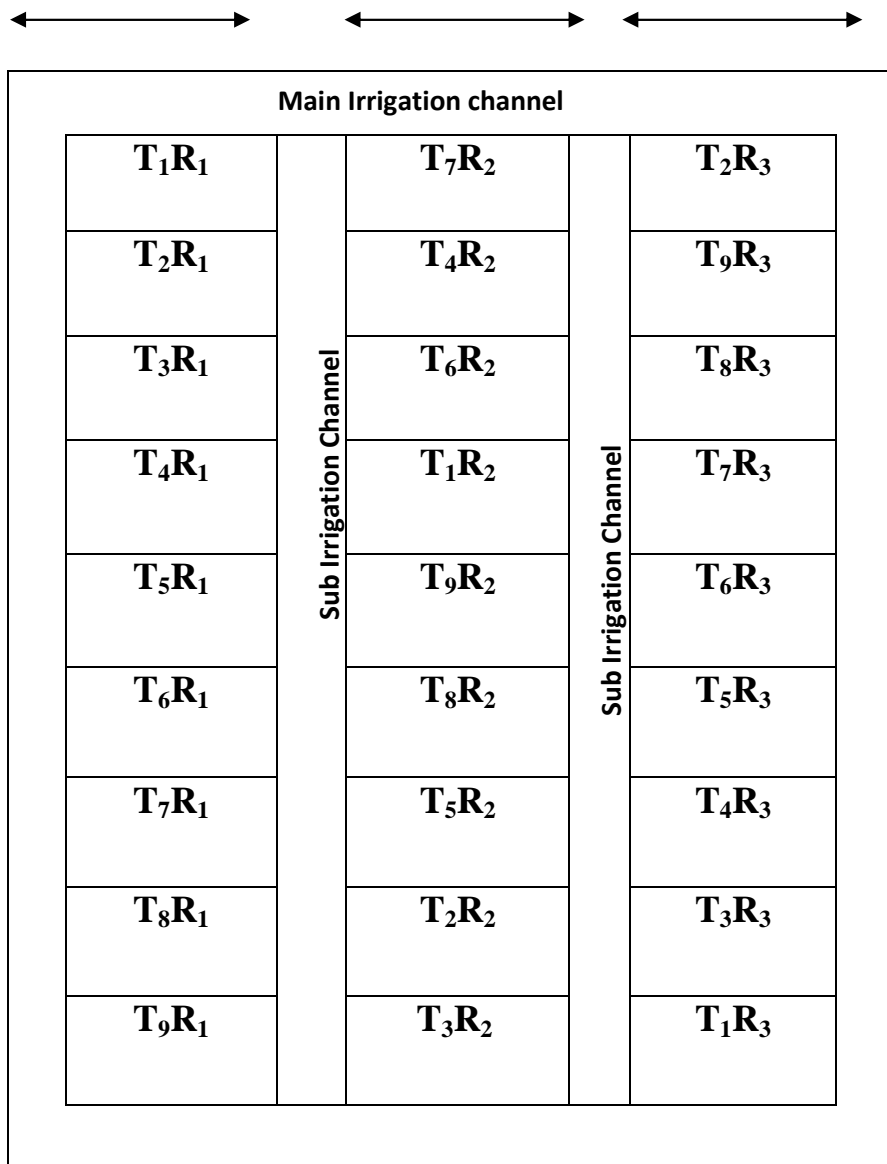 Main Irrigation channel
T₁R₁ T₇R₂ T₂R₃
T₂R₁ T₄R₂ T₉R₃
T₃R₁ T₆R₂ T₈R₃
T₄R₁ T₁R₂ T₇R₃
T₅R₁ T₉R₂ T₆R₃
T₆R₁ T₈R₂ T₅R₃
T₇R₁ T₅R₂ T₄R₃
T₈R₁ T₂R₂ T₃R₃
T₉R₁ T₃R₂ T₁R₃
Sub Irrigation Channel
Sub Irrigation Channel